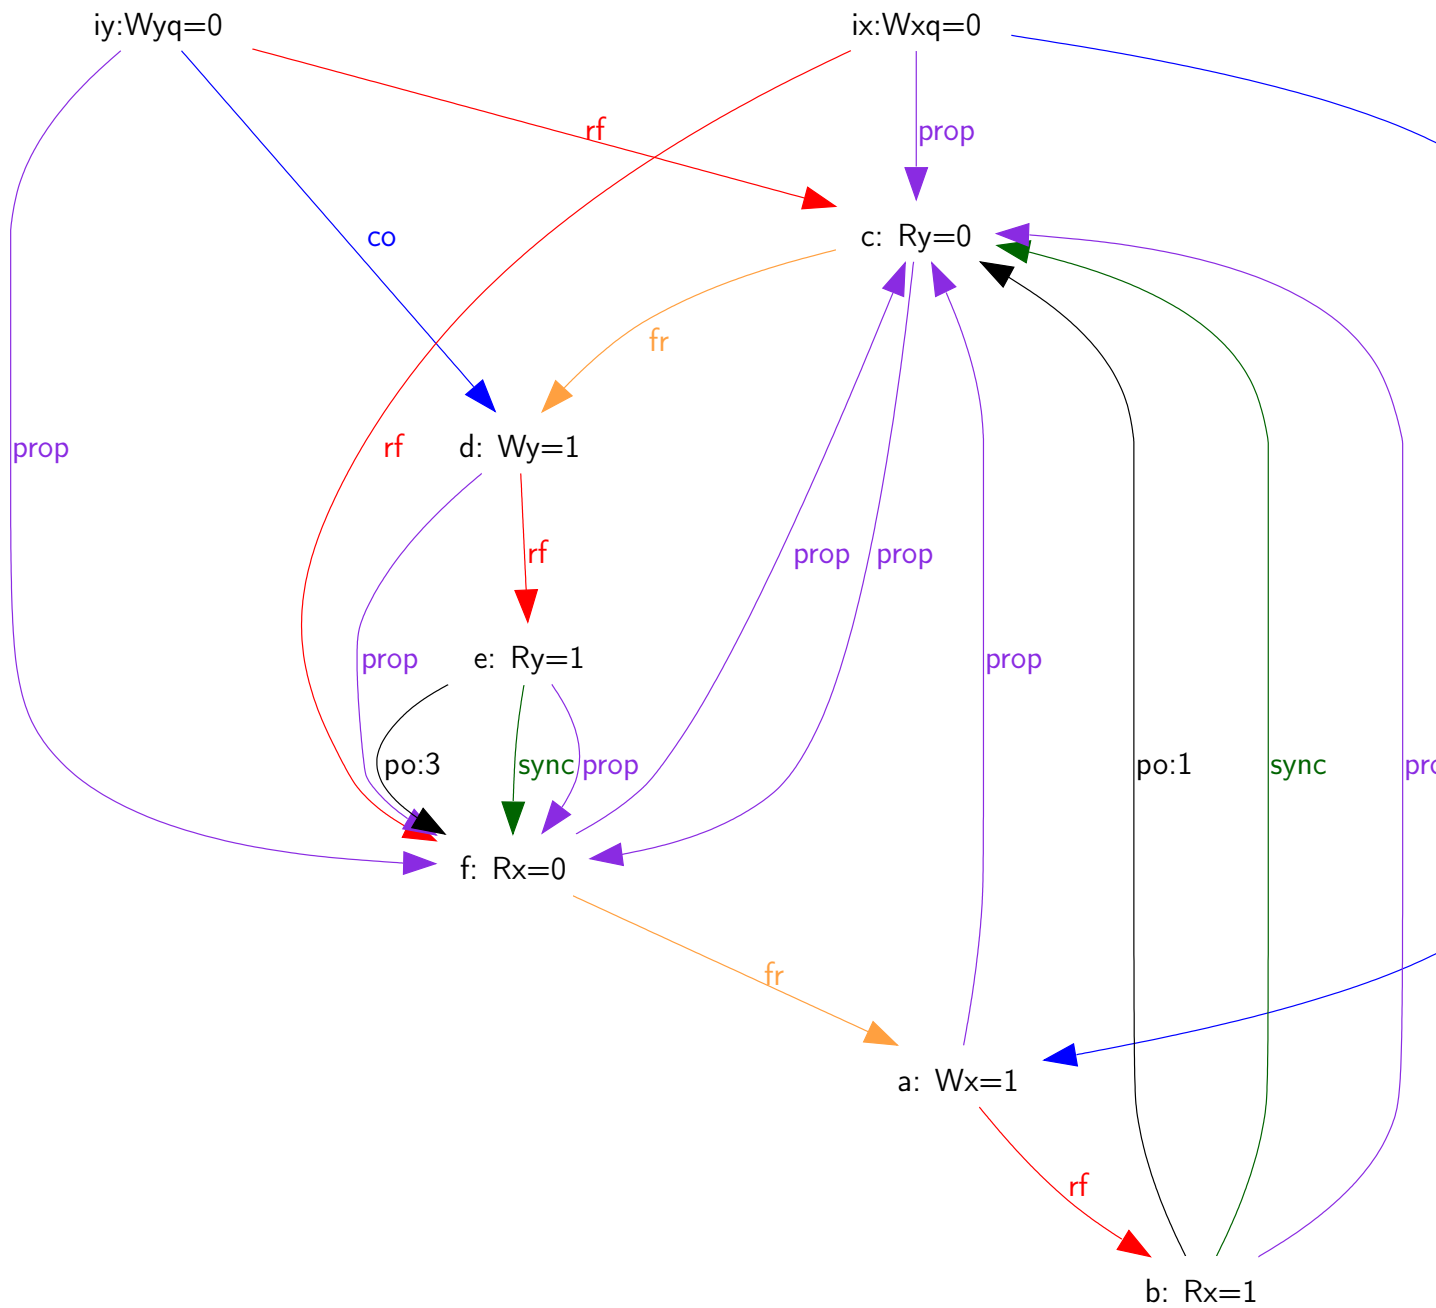 iy:Wyq=0
ix:Wxq=0
rf
prop
co
c: Ry=0
fr
prop
rf
d: Wy=1
rf
prop
prop
prop
e: Ry=1
prop
po:3
sync
prop
po:1
sync
f: Rx=0
fr
a: Wx=1
rf
b: Rx=1